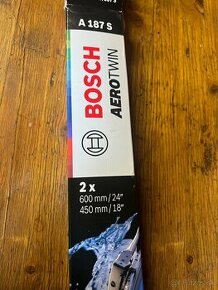 A 187 S
BOSCH
AEROTWIN
2 x
600 mm / 24"
450 mm / 18"